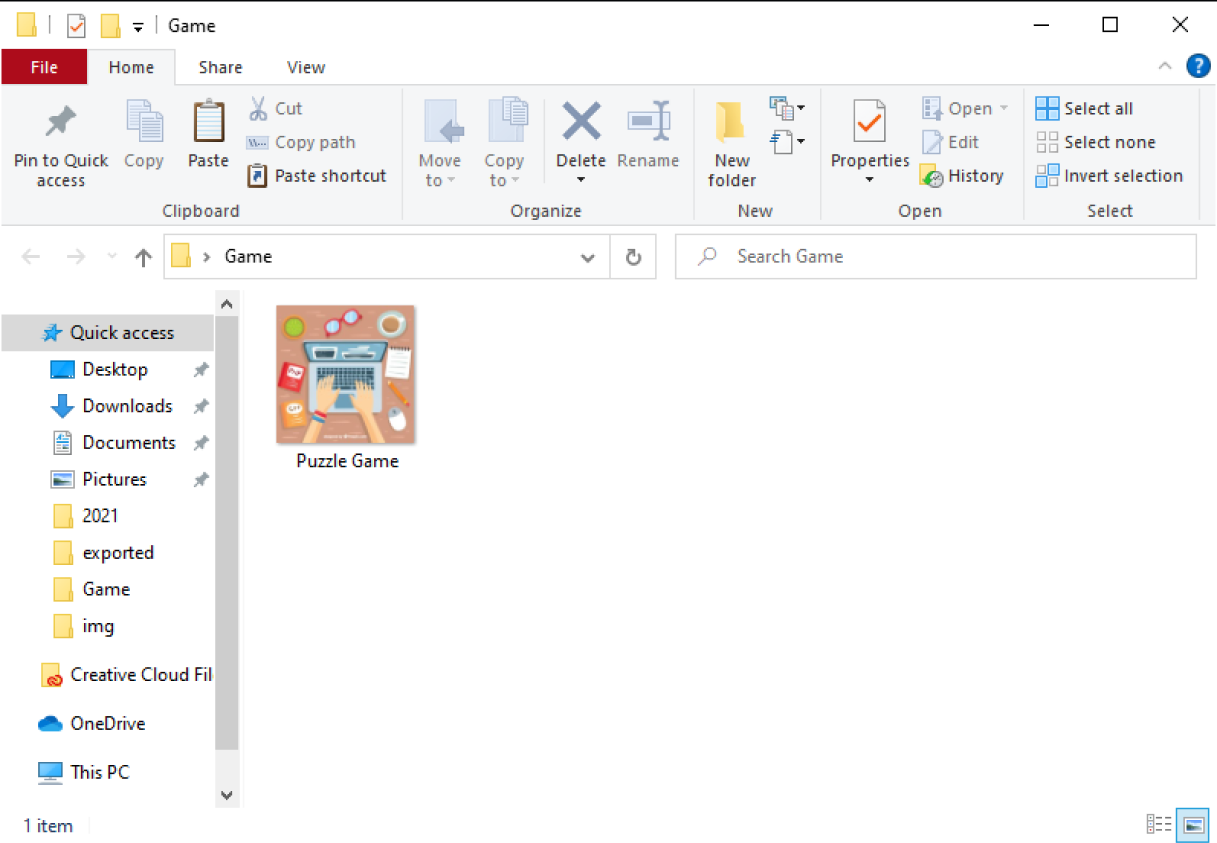 Game
File Home Share View
Pin to Quick access
Copy
Paste
Cut
Copy path
Paste shortcut
Clipboard
Move to
Copy to
Delete
Rename
Organize
New folder
New
Properties
Open
Edit
History
Open
Select all
Select none
Invert selection
Select
Game
Search Game
Quick access
Desktop
Downloads
Documents
Pictures
2021
exported
Game
img
Creative Cloud Fil
OneDrive
This PC
Puzzle Game
1 item